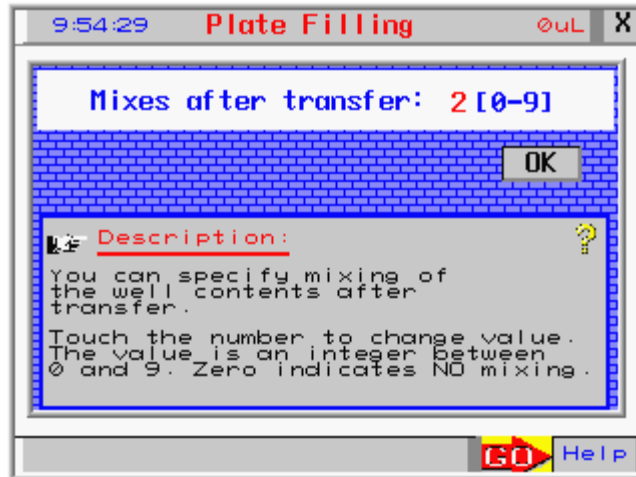 9:54:29 Plate Filling 0uL X
Mixes after transfer: 2 [0-9]
OK
Description: ?
You can specify mixing of
the well contents after
transfer.
Touch the number to change value.
The value is an integer between
0 and 9. Zero indicates NO mixing.
GO Help